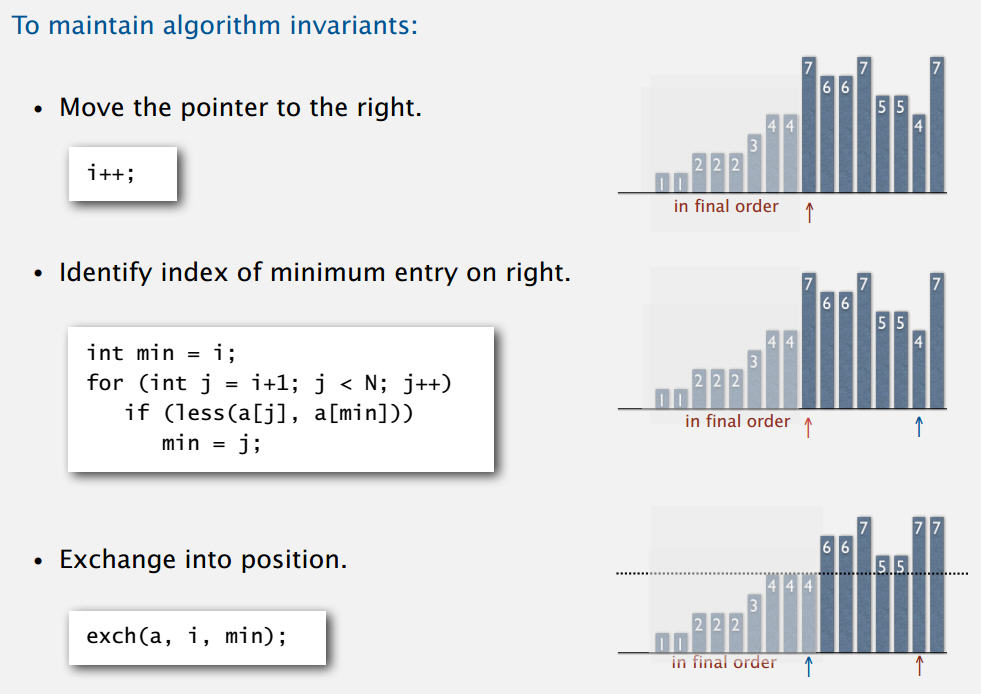 To maintain algorithm invariants:
• Move the pointer to the right.
i++;
1 1 2 2 2 3 4 4 7 6 6 7 5 5 4 7
in final order ↑
• Identify index of minimum entry on right.
int min = i;
for (int j = i+1; j < N; j++)
if (less(a[j], a[min]))
min = j;
1 1 2 2 2 3 4 4 7 6 6 7 5 5 4 7
in final order ↑ ↑
• Exchange into position.
exch(a, i, min);
1 1 2 2 2 3 4 4 4 6 6 7 5 5 7 7
in final order ↑ ↑